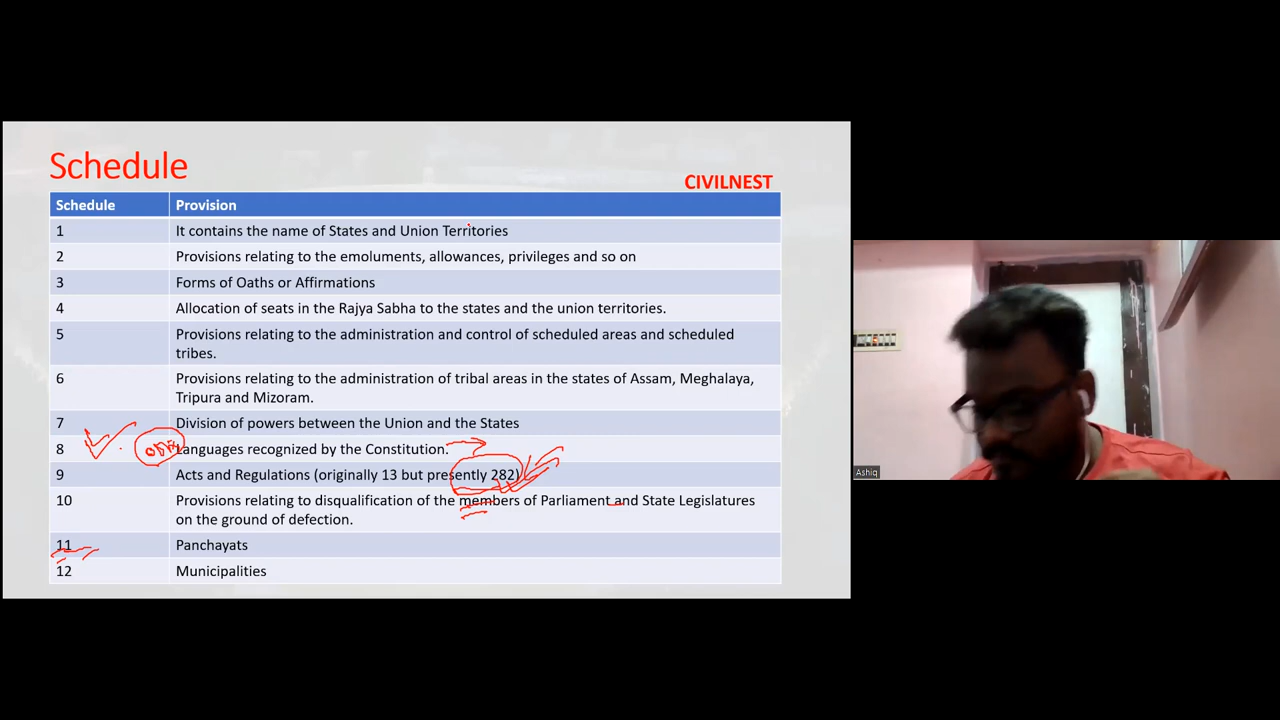 Schedule
CIVILNEST
Schedule Provision
1 It contains the name of States and Union Territories
2 Provisions relating to the emoluments, allowances, privileges and so on
3 Forms of Oaths or Affirmations
4 Allocation of seats in the Rajya Sabha to the states and the union territories.
5 Provisions relating to the administration and control of scheduled areas and scheduled
tribes.
6 Provisions relating to the administration of tribal areas in the states of Assam, Meghalaya,
Tripura and Mizoram.
7 Division of powers between the Union and the States
8 Languages recognized by the Constitution.
9 Acts and Regulations (originally 13 but presently 282)
10 Provisions relating to disqualification of the members of Parliament and State Legislatures
on the ground of defection.
11 Panchayats
12 Municipalities
Ashiq